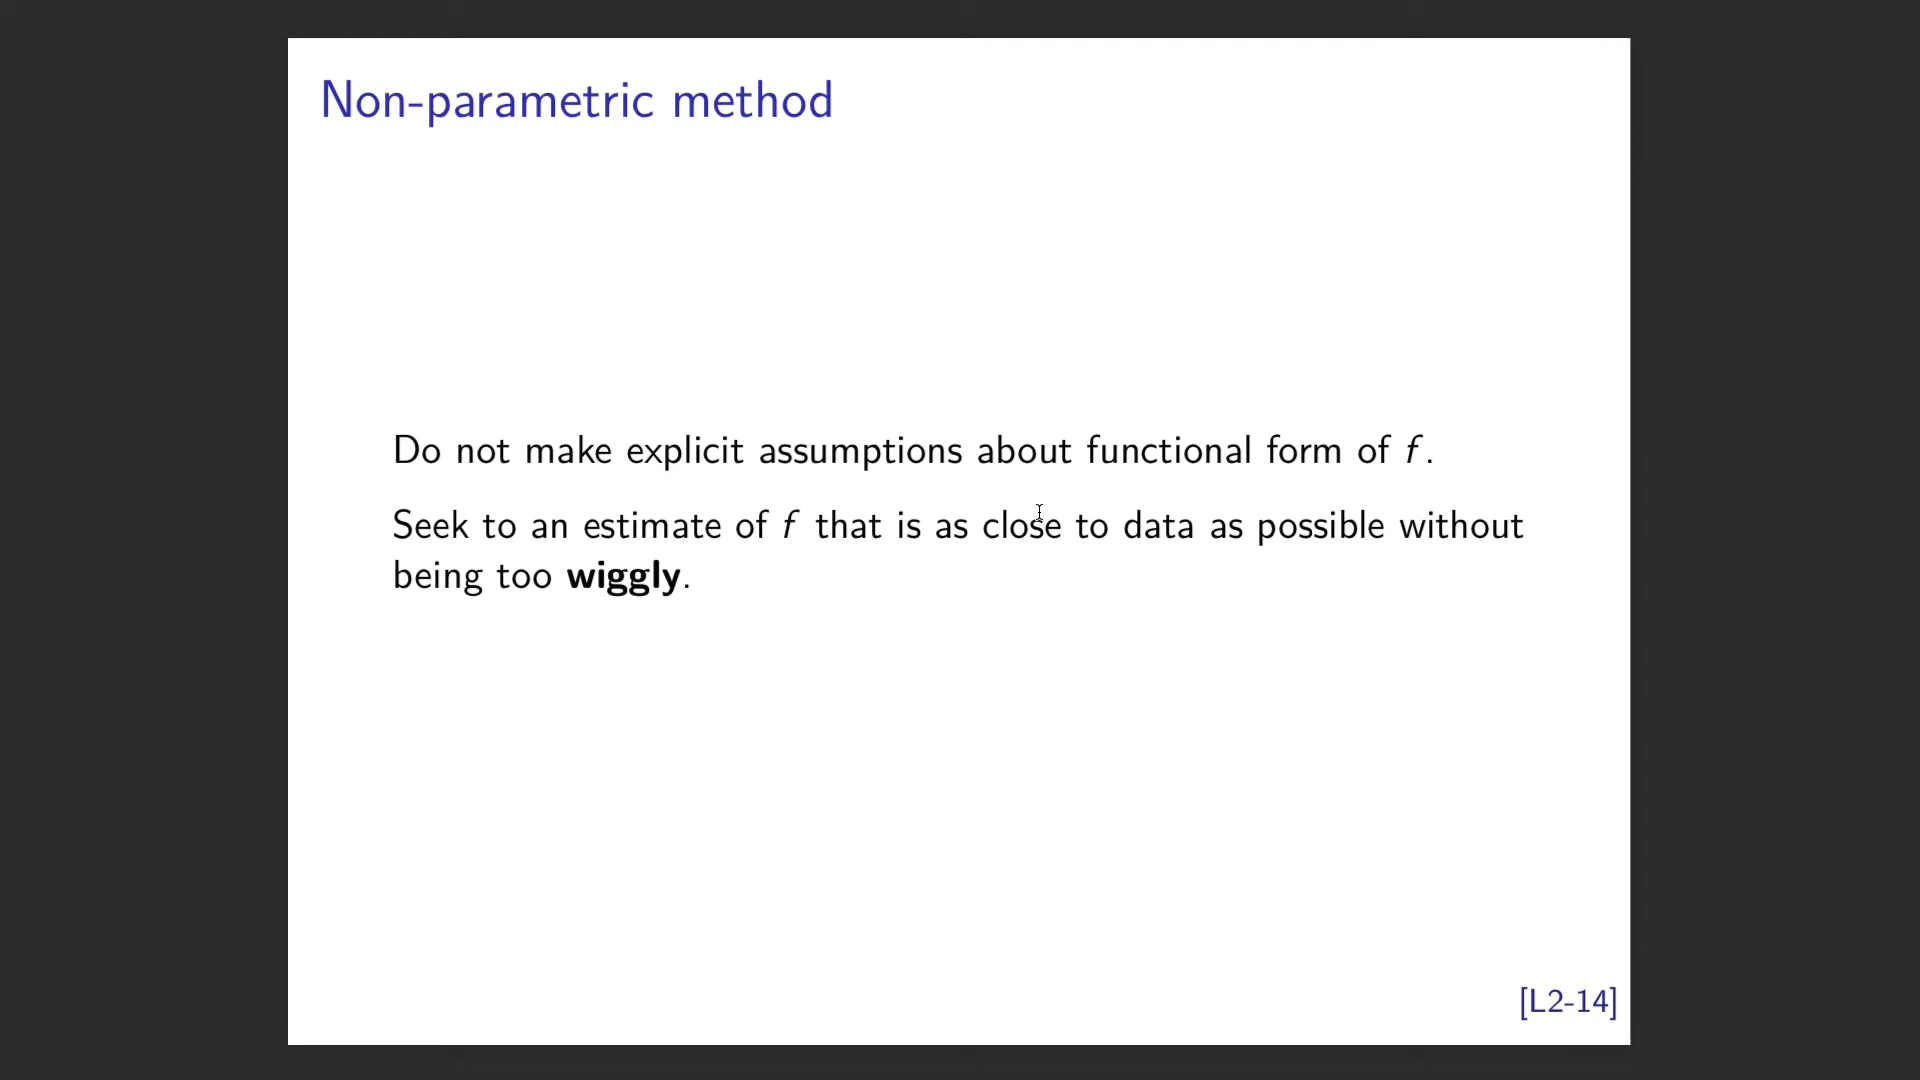 Non-parametric method
Do not make explicit assumptions about functional form of f.
Seek to an estimate of f that is as close to data as possible without
being too wiggly.
[L2-14]